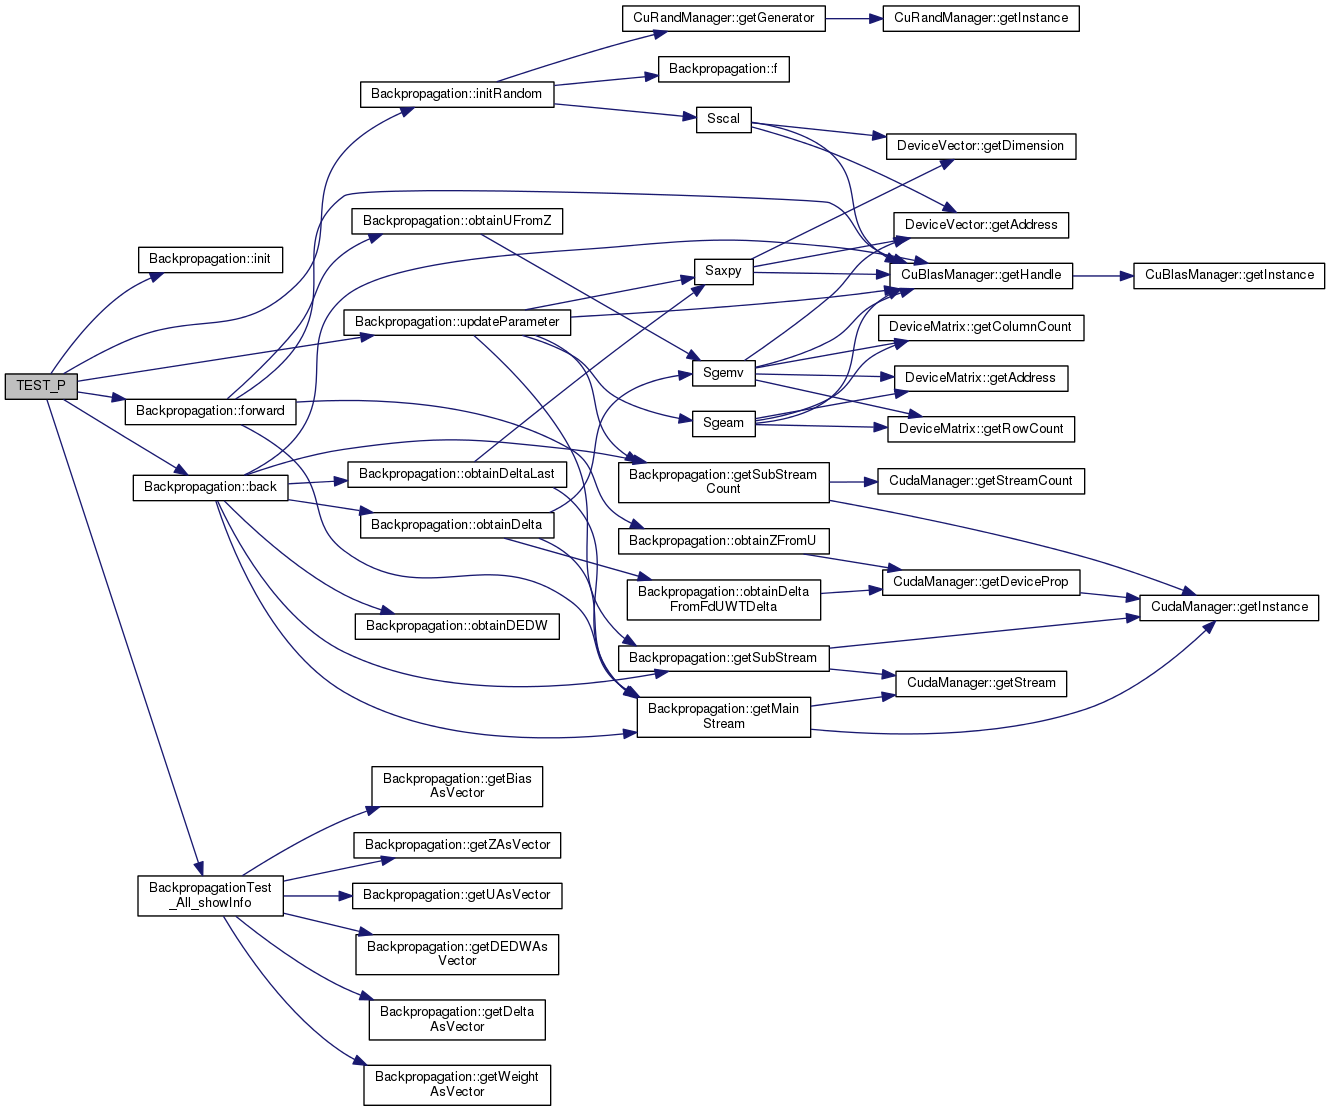 CuRandManager::getGenerator
CuRandManager::getInstance
Backpropagation::f
Backpropagation::initRandom
Sscal
DeviceVector::getDimension
Backpropagation::obtainUFromZ
DeviceVector::getAddress
Backpropagation::init
Saxpy
CuBlasManager::getHandle
CuBlasManager::getInstance
Backpropagation::updateParameter
DeviceMatrix::getColumnCount
Sgemv
DeviceMatrix::getAddress
TEST_P
Backpropagation::forward
Sgeam
DeviceMatrix::getRowCount
Backpropagation::obtainDeltaLast
Backpropagation::getSubStream
Count
CudaManager::getStreamCount
Backpropagation::back
Backpropagation::obtainDelta
Backpropagation::obtainZFromU
CudaManager::getDeviceProp
Backpropagation::obtainDelta
FromFdUWTDelta
CudaManager::getInstance
Backpropagation::obtainDEDW
Backpropagation::getSubStream
CudaManager::getStream
Backpropagation::getMain
Stream
Backpropagation::getBias
AsVector
Backpropagation::getZAsVector
BackpropagationTest
_All_showInfo
Backpropagation::getUAsVector
Backpropagation::getDEDWAs
Vector
Backpropagation::getDelta
AsVector
Backpropagation::getWeight
AsVector